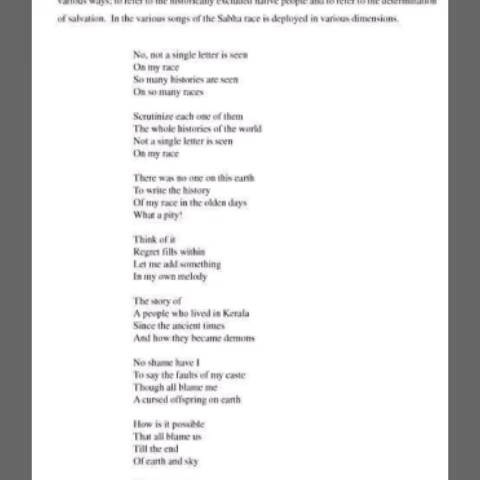 various ways; to refer to the historically excluded native people and to refer to the determination
of salvation. In the various songs of the Sabha race is deployed in various dimensions.
No, not a single letter is seen
On my race
So many histories are seen
On so many races
Scrutinize each one of them
The whole histories of the world
Not a single letter is seen
On my race
There was no one on this earth
To write the history
Of my race in the olden days
What a pity!
Think of it
Regret fills within
Let me add something
In my own melody
The story of
A people who lived in Kerala
Since the ancient times
And how they became demons
No shame have I
To say the faults of my caste
Though all blame me
A cursed offspring on earth
How is it possible
That all blame us
Till the end
Of earth and sky